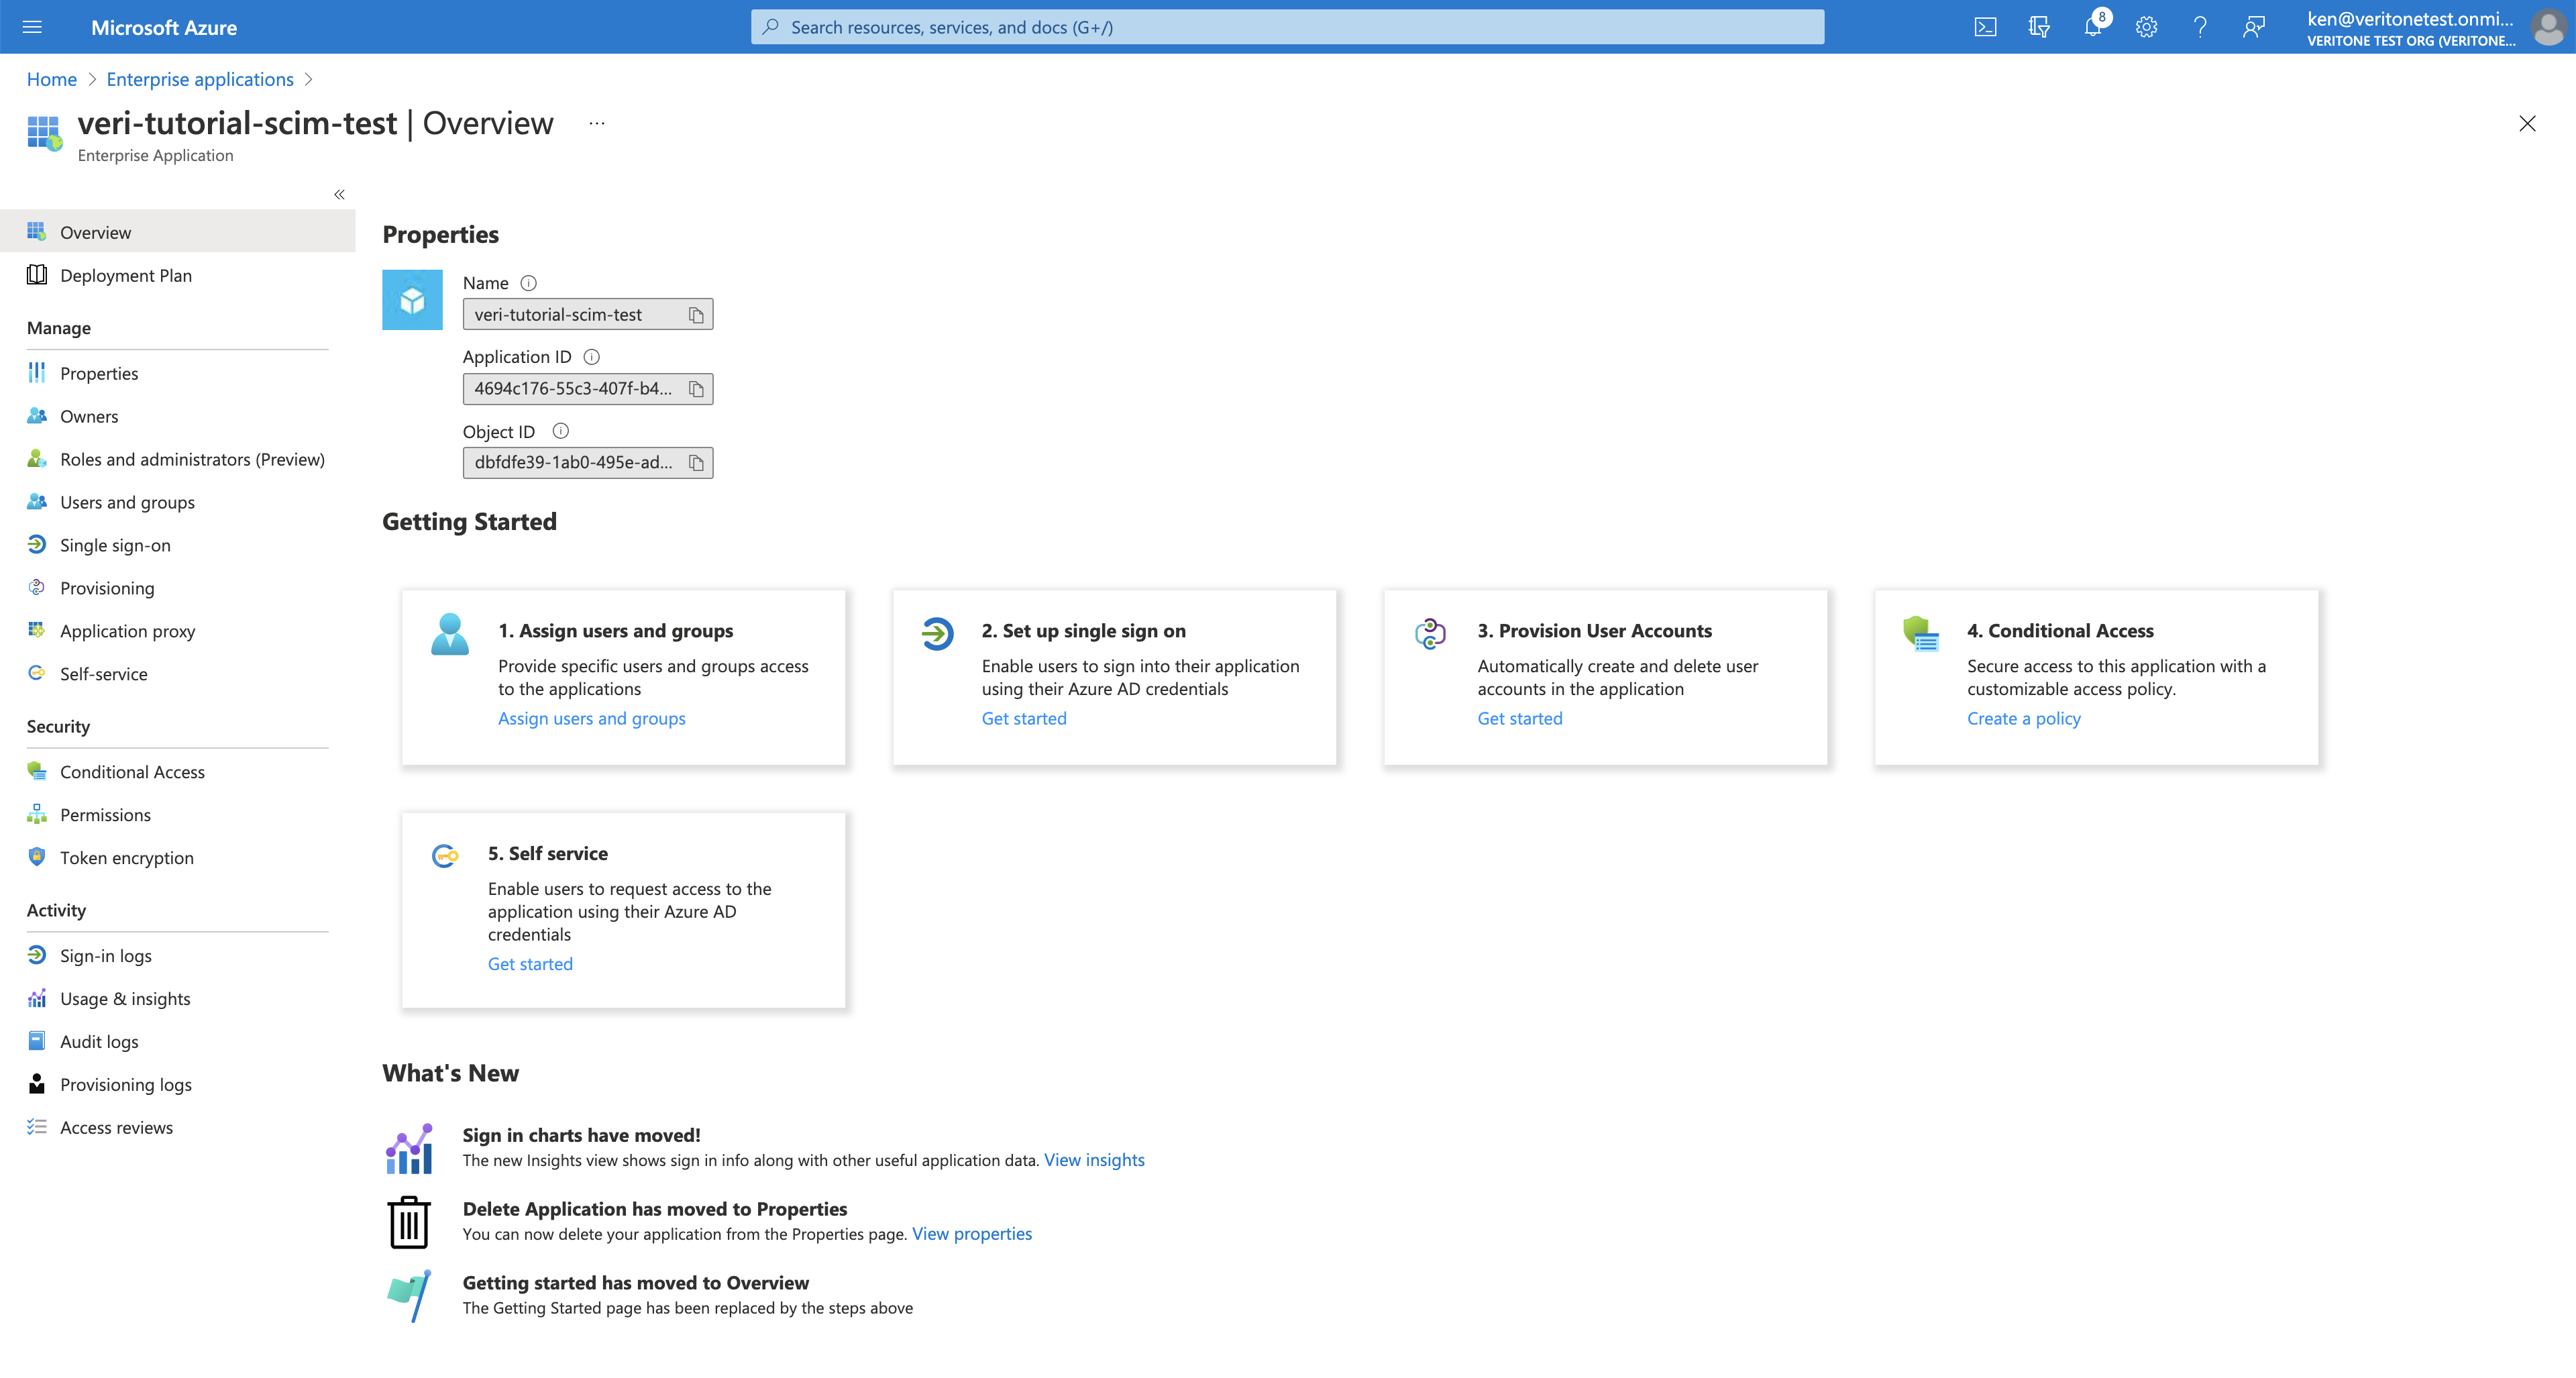 Microsoft Azure
Search resources, services, and docs (G+/)
8
ken@veritonetest.onmi...
VERITONE TEST ORG (VERITONE...
Home > Enterprise applications >
veri-tutorial-scim-test | Overview ...
Enterprise Application
«
Overview
Deployment Plan
Manage
Properties
Owners
Roles and administrators (Preview)
Users and groups
Single sign-on
Provisioning
Application proxy
Self-service
Security
Conditional Access
Permissions
Token encryption
Activity
Sign-in logs
Usage & insights
Audit logs
Provisioning logs
Access reviews
Properties
Name
veri-tutorial-scim-test
Application ID
4694c176-55c3-407f-b4...
Object ID
dbfdfe39-1ab0-495e-ad...
Getting Started
1. Assign users and groups
Provide specific users and groups access
to the applications
Assign users and groups
2. Set up single sign on
Enable users to sign into their application
using their Azure AD credentials
Get started
3. Provision User Accounts
Automatically create and delete user
accounts in the application
Get started
4. Conditional Access
Secure access to this application with a
customizable access policy.
Create a policy
5. Self service
Enable users to request access to the
application using their Azure AD
credentials
Get started
What's New
Sign in charts have moved!
The new Insights view shows sign in info along with other useful application data. View insights
Delete Application has moved to Properties
You can now delete your application from the Properties page. View properties
Getting started has moved to Overview
The Getting Started page has been replaced by the steps above